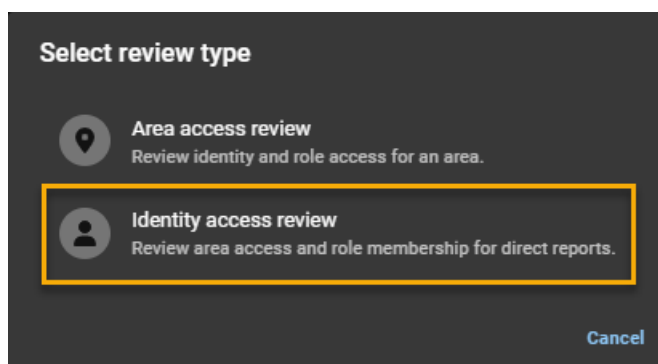 Select review type
Area access review
Review identity and role access for an area.
Identity access review
Review area access and role membership for direct reports.
Cancel